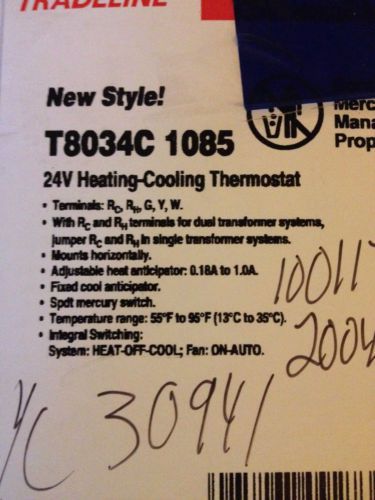 TRADELINE
New Style!
T8034C 1085
24V Heating-Cooling Thermostat
• Terminals: RC, RH, G, Y, W.
• With RC and RH terminals for dual transformer systems,
jumper RC and RH in single transformer systems.
• Mounts horizontally.
• Adjustable heat anticipator: 0.18A to 1.0A.
• Fixed cool anticipator.
• Spdt mercury switch.
• Temperature range: 55°F to 95°F (13°C to 35°C).
• Integral Switching:
System: HEAT-OFF-COOL; Fan: ON-AUTO.
Merc
Mana
Prop
10011
2004
30941